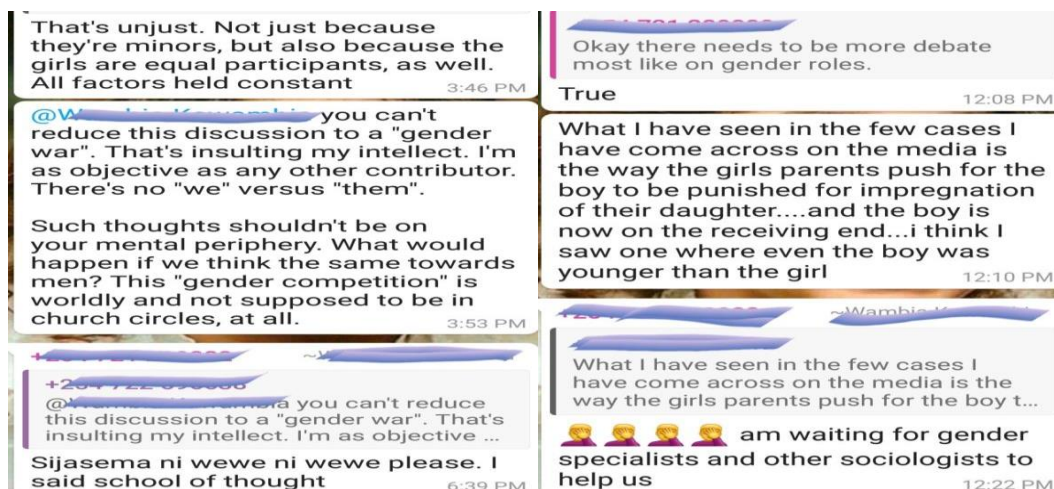 That's unjust. Not just because
they're minors, but also because the
girls are equal participants, as well.
All factors held constant
3:46 PM
you can't
reduce this discussion to a "gender
war". That's insulting my intellect. I'm
as objective as any other contributor.
There's no "we" versus "them".
Such thoughts shouldn't be on
your mental periphery. What would
happen if we think the same towards
men? This "gender competition" is
worldly and not supposed to be in
church circles, at all.
3:53 PM
you can't reduce
this discussion to a "gender war". That's
insulting my intellect. I'm as objective ...
Sijasema ni wewe ni wewe please. I
said school of thought
6:39 PM
Okay there needs to be more debate
most like on gender roles.
True
12:08 PM
What I have seen in the few cases I
have come across on the media is
the way the girls parents push for the
boy to be punished for impregnation
of their daughter....and the boy is
now on the receiving end...i think I
saw one where even the boy was
younger than the girl
12:10 PM
What I have seen in the few cases I
have come across on the media is the
way the girls parents push for the boy t...
am waiting for gender
specialists and other sociologists to
help us
12:22 PM